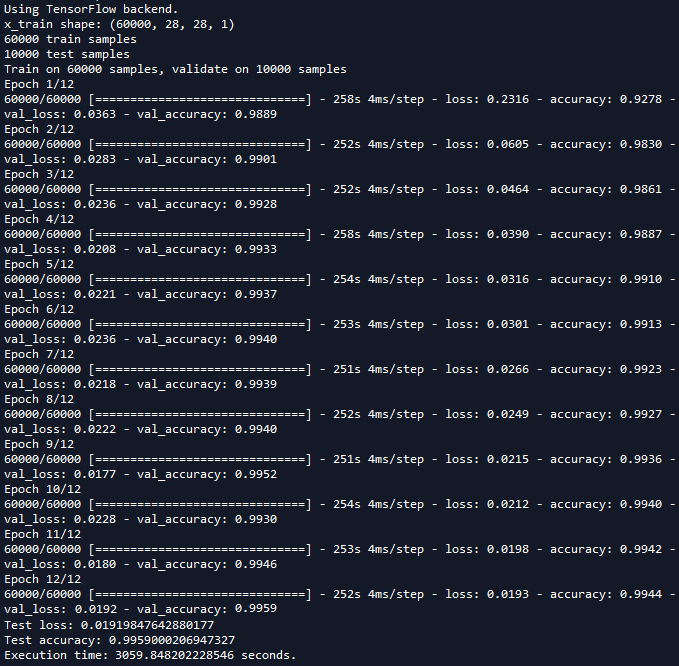 Using TensorFlow backend.
x_train shape: (60000, 28, 28, 1)
60000 train samples
10000 test samples
Train on 60000 samples, validate on 10000 samples
Epoch 1/12
60000/60000 [==============================] - 258s 4ms/step - loss: 0.2316 - accuracy: 0.9278 -
val_loss: 0.0363 - val_accuracy: 0.9889
Epoch 2/12
60000/60000 [==============================] - 252s 4ms/step - loss: 0.0605 - accuracy: 0.9830 -
val_loss: 0.0283 - val_accuracy: 0.9901
Epoch 3/12
60000/60000 [==============================] - 252s 4ms/step - loss: 0.0464 - accuracy: 0.9861 -
val_loss: 0.0236 - val_accuracy: 0.9928
Epoch 4/12
60000/60000 [==============================] - 258s 4ms/step - loss: 0.0390 - accuracy: 0.9887 -
val_loss: 0.0208 - val_accuracy: 0.9933
Epoch 5/12
60000/60000 [==============================] - 254s 4ms/step - loss: 0.0316 - accuracy: 0.9910 -
val_loss: 0.0221 - val_accuracy: 0.9937
Epoch 6/12
60000/60000 [==============================] - 253s 4ms/step - loss: 0.0301 - accuracy: 0.9913 -
val_loss: 0.0236 - val_accuracy: 0.9940
Epoch 7/12
60000/60000 [==============================] - 251s 4ms/step - loss: 0.0266 - accuracy: 0.9923 -
val_loss: 0.0218 - val_accuracy: 0.9939
Epoch 8/12
60000/60000 [==============================] - 252s 4ms/step - loss: 0.0249 - accuracy: 0.9927 -
val_loss: 0.0222 - val_accuracy: 0.9940
Epoch 9/12
60000/60000 [==============================] - 251s 4ms/step - loss: 0.0215 - accuracy: 0.9936 -
val_loss: 0.0177 - val_accuracy: 0.9952
Epoch 10/12
60000/60000 [==============================] - 254s 4ms/step - loss: 0.0212 - accuracy: 0.9940 -
val_loss: 0.0228 - val_accuracy: 0.9930
Epoch 11/12
60000/60000 [==============================] - 253s 4ms/step - loss: 0.0198 - accuracy: 0.9942 -
val_loss: 0.0180 - val_accuracy: 0.9946
Epoch 12/12
60000/60000 [==============================] - 252s 4ms/step - loss: 0.0193 - accuracy: 0.9944 -
val_loss: 0.0192 - val_accuracy: 0.9959
Test loss: 0.01919847642880177
Test accuracy: 0.9959000206947327
Execution time: 3059.848202228546 seconds.